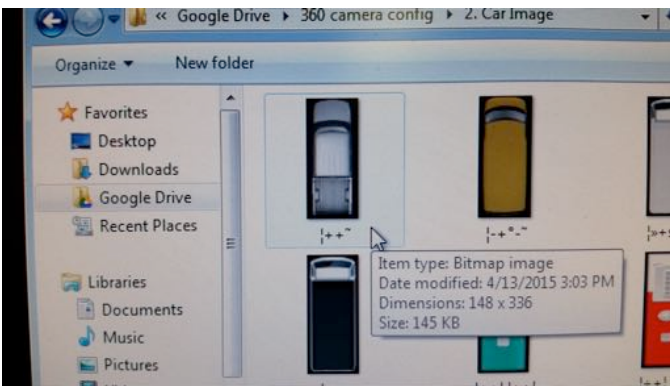 « Google Drive ▸ 360 camera config ▸ 2. Car Image
Organize ▾ New folder
Favorites
Desktop
Downloads
Google Drive
Recent Places
Libraries
Documents
Music
Pictures
¦++~
¦-+°-~
Item type: Bitmap image
Date modified: 4/13/2015 3:03 PM
Dimensions: 148 x 336
Size: 145 KB